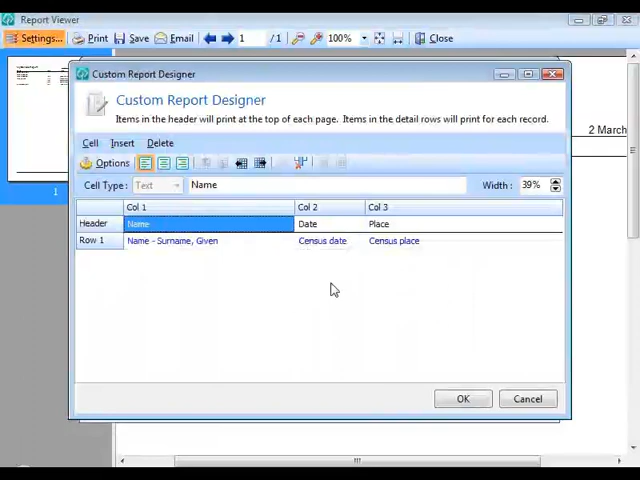 Report Viewer
Settings... Print Save Email 1 / 1 100% Close
Custom Report Designer
Custom Report Designer
Items in the header will print at the top of each page. Items in the detail rows will print for each record.
2 March
Cell Insert Delete
Options
1
Cell Type : Text Name Width : 39%
Col 1 Col 2 Col 3
Header Name Date Place
Row 1 Name - Surname, Given Census date Census place
OK Cancel